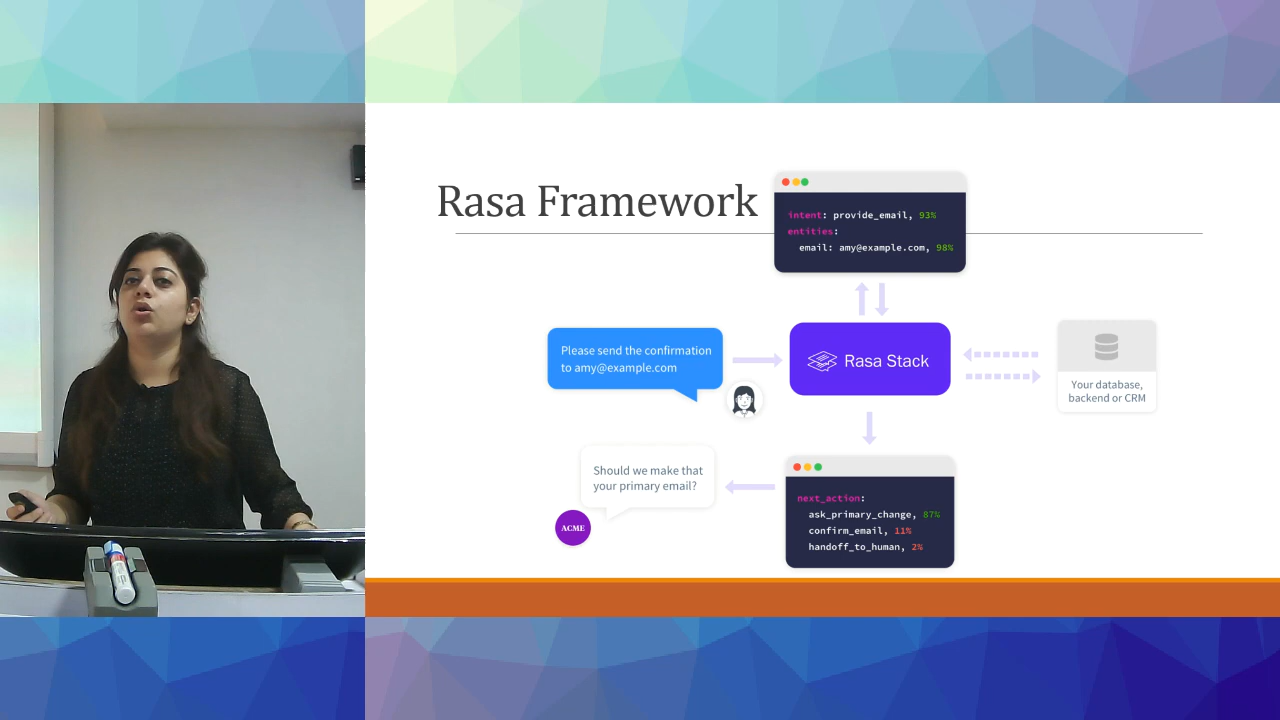 Rasa Framework
intent: provide_email, 93%
entities:
email: amy@example.com, 98%
Please send the confirmation
to amy@example.com
Rasa Stack
Your database,
backend or CRM
Should we make that
your primary email?
ACME
next_action:
ask_primary_change, 87%
confirm_email, 11%
handoff_to_human, 2%